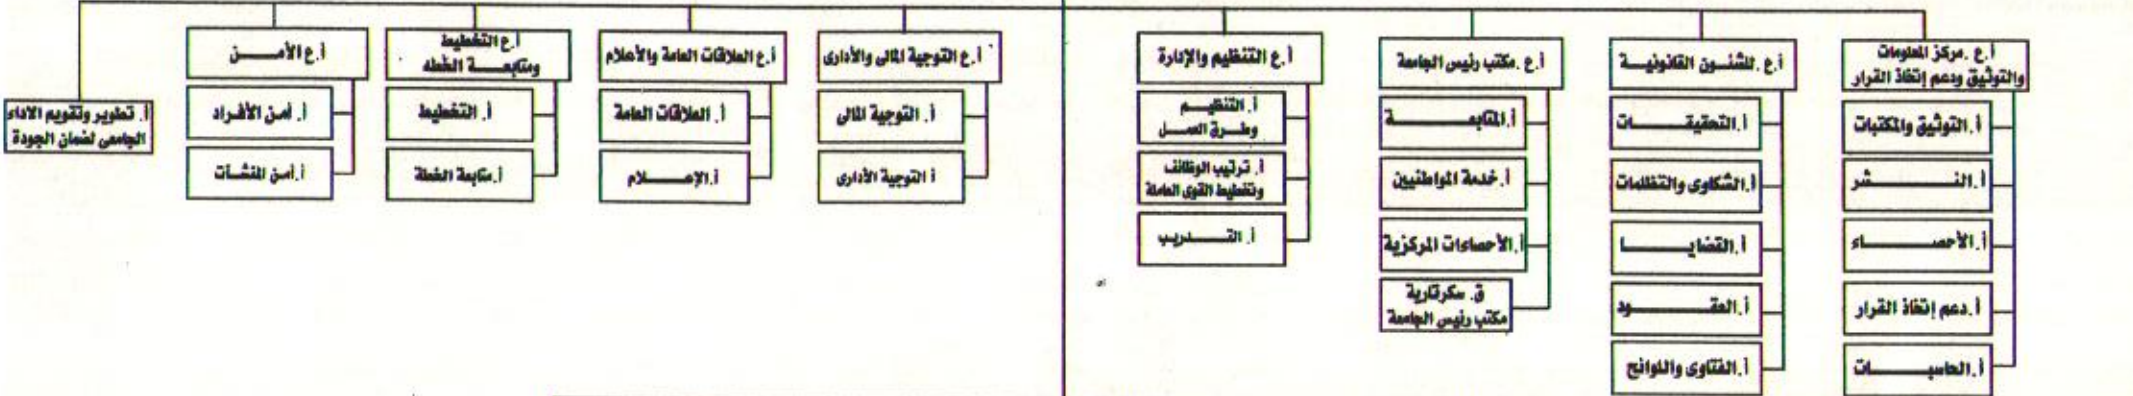 أ.ع .مركز المعلومات
والتوثيق ودعم إتخاذ القرار
أ.التوثيق والمكتبات
أ.النشر
أ.الأحصاء
أ.دعم إتخاذ القرار
أ.الحاسبات
أ.ع .للشئون القانونية
أ.التحقيقات
أ.الشكاوى والتظلمات
أ.القضايا
أ.العقود
أ.الفتاوى واللوائح
أ.ع .مكتب رئيس الجامعة
أ.المتابعة
أ.خدمة المواطنيين
أ.الأحصاءات المركزية
ق. سكرتارية
مكتب رئيس الجامعة
أ.ع التنظيم والإدارة
أ. التنظيم
وطرق العمل
أ. ترتيب الوظائف
وتخطيط القوى العاملة
أ. التدريب
أ.ع التوجية المالى والأدارى
أ. التوجية المالى
أ التوجية الأدارى
أ.ع العلاقات العامة والأعلام
أ. العلاقات العامة
أ.الإعلام
أ.ع التخطيط
ومتابعة الخطه
أ. التخطيط
أ.متابعة الخطة
أ.ع الأمن
أ. أمن الأفراد
أ.أمن المنشآت
أ. تطوير وتقويم الاداء
الجامعى لضمان الجودة